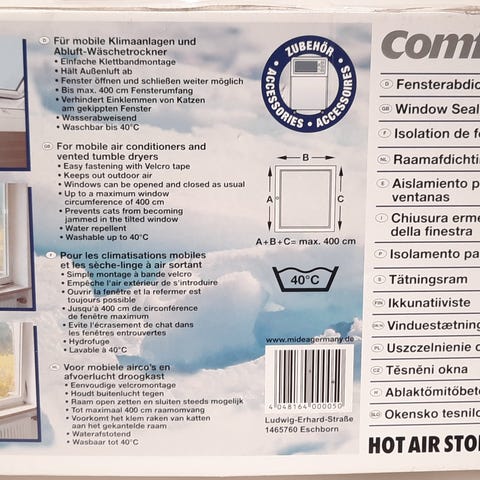 D Für mobile Klimaanlagen und
Abluft-Wäschetrockner
• Einfache Klettbandmontage
• Hält Außenluft ab
• Fenster öffnen und schließen weiter möglich
• Bis max. 400 cm Fensterumfang
• Verhindert Einklemmen von Katzen
am gekippten Fenster
• Wasserabweisend
• Waschbar bis 40°C
GB For mobile air conditioners and
vented tumble dryers
• Easy fastening with Velcro tape
• Keeps out outdoor air
• Windows can be opened and closed as usual
• Up to a maximum window
circumference of 400 cm
• Prevents cats from becoming
jammed in the tilted window
• Water repellent
• Washable up to 40°C
F Pour les climatisations mobiles
et les sèche-linge à air sortant
• Simple montage à bande velcro
• Empêche l'air extérieur de s'introduire
• Ouvrir la fenêtre et la refermer est
toujours possible
• Jusqu'à 400 cm de circonférence
de fenêtre maximum
• Evite l'écrasement de chat dans
les fenêtres entrouvertes
• Hydrofuge
• Lavable à 40°C
NL Voor mobiele airco's en
afvoerlucht droogkast
• Eenvoudige velcromontage
• Houdt buitenlucht tegen
• Raam open zetten en sluiten steeds mogelijk
• Tot maximaal 400 cm raamomvang
• Voorkomt het klem raken van katten
aan het gekantelde raam
• Waterafstotend
• Wasbaar tot 40°C
ZUBEHÖR
• ACCESSORIES • ACCESSOIRES •
B
A
C
A+B+C= max. 400 cm
40°C
www.mideagermany.de
4 048164 000050
Ludwig-Erhard-Straße
1465760 Eschborn
Comf
D Fensterabdic
GB Window Seal
F Isolation de fe
NL Raamafdichtin
E Aislamiento p
ventanas
I Chiusura erme
della finestra
P Isolamento pa
S Tätningsram
FIN Ikkunatiiviste
Vinduestætning
PL Uszczelnienie o
CZ Těsnění okna
H Ablaktömítőbeté
SLO Okensko tesnilo
HOT AIR STO